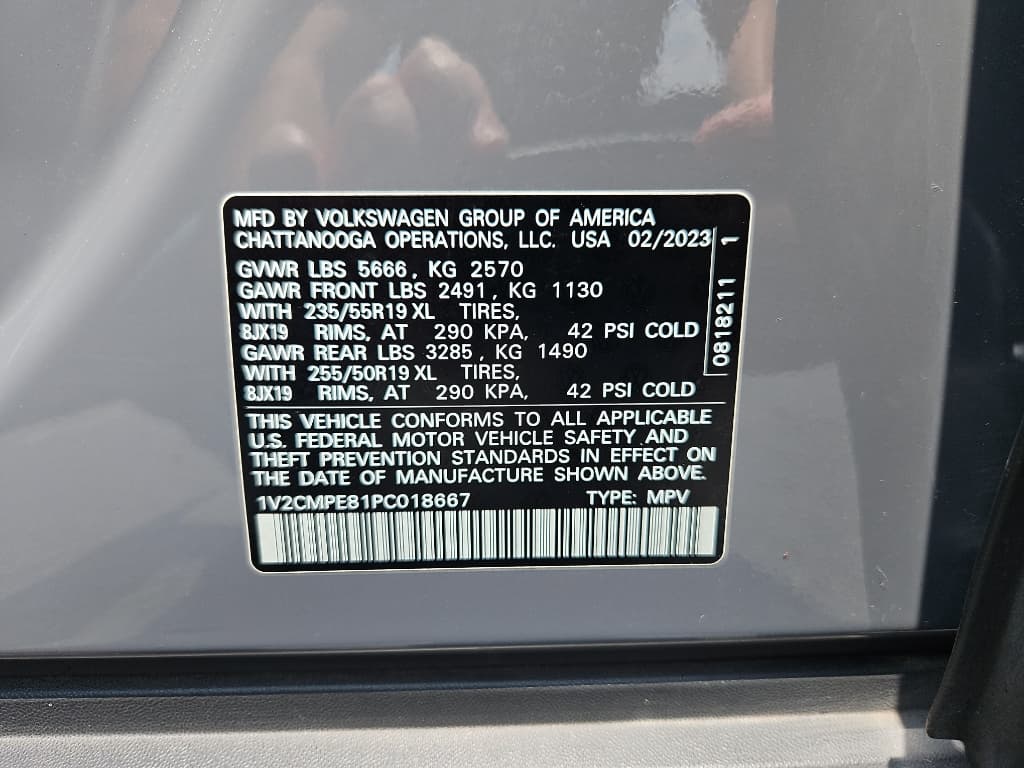 MFD BY VOLKSWAGEN GROUP OF AMERICA
CHATTANOOGA OPERATIONS, LLC. USA 02/2023
GVWR LBS 5666, KG 2570
GAWR FRONT LBS 2491, KG 1130
WITH 235/55R19 XL TIRES,
8JX19 RIMS, AT 290 KPA, 42 PSI COLD
GAWR REAR LBS 3285, KG 1490
WITH 255/50R19 XL TIRES,
8JX19 RIMS, AT 290 KPA, 42 PSI COLD
0818211 1
THIS VEHICLE CONFORMS TO ALL APPLICABLE
U.S. FEDERAL MOTOR VEHICLE SAFETY AND
THEFT PREVENTION STANDARDS IN EFFECT ON
THE DATE OF MANUFACTURE SHOWN ABOVE.
1V2CMPE81PC018667 TYPE: MPV